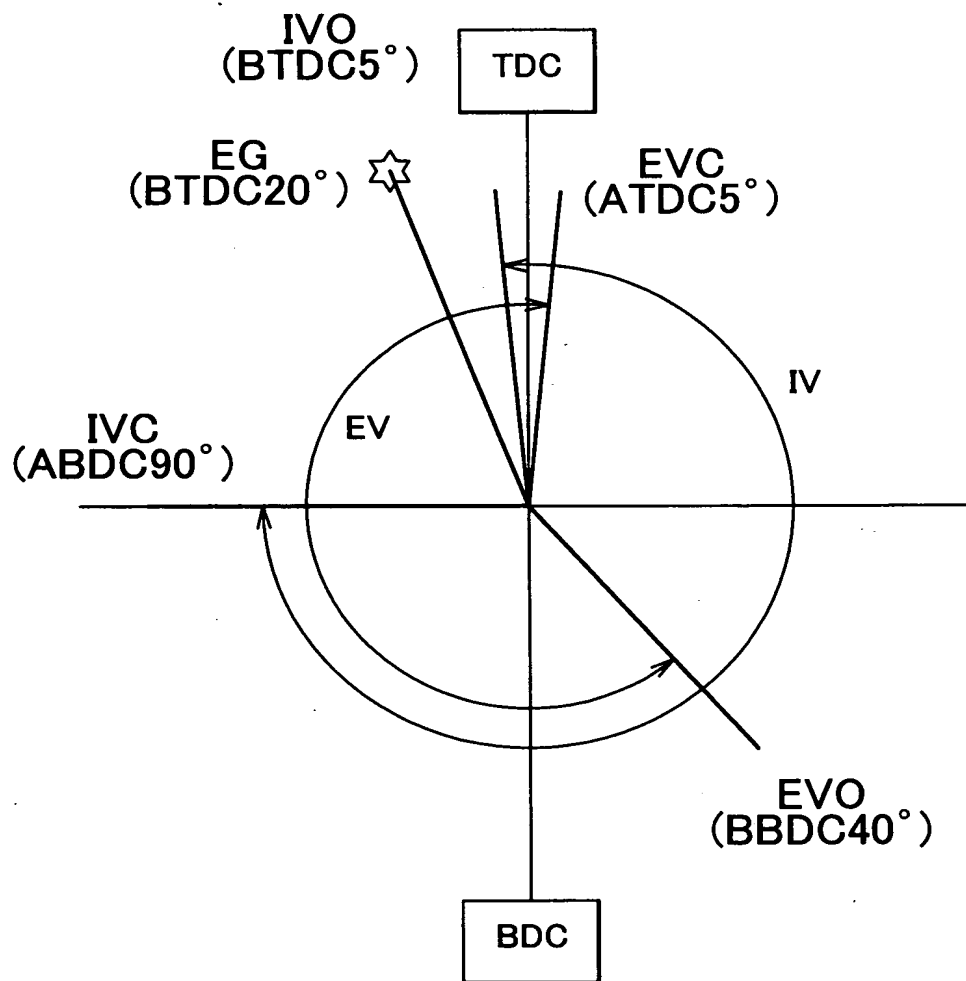 IVO
(BTDC5°)
TDC
EG
(BTDC20°)
EVC
(ATDC5°)
IV
EV
IVC
(ABDC90°)
EVO
(BBDC40°)
BDC